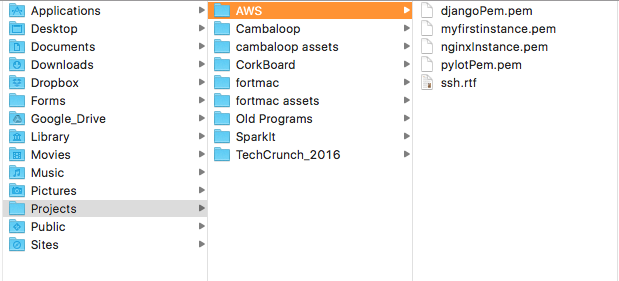 Applications
Desktop
Documents
Downloads
Dropbox
Forms
Google_Drive
Library
Movies
Music
Pictures
Projects
Public
Sites
AWS
Cambaloop
cambaloop assets
CorkBoard
fortmac
fortmac assets
Old Programs
SparkIt
TechCrunch_2016
djangoPem.pem
myfirstinstance.pem
nginxInstance.pem
pylotPem.pem
ssh.rtf